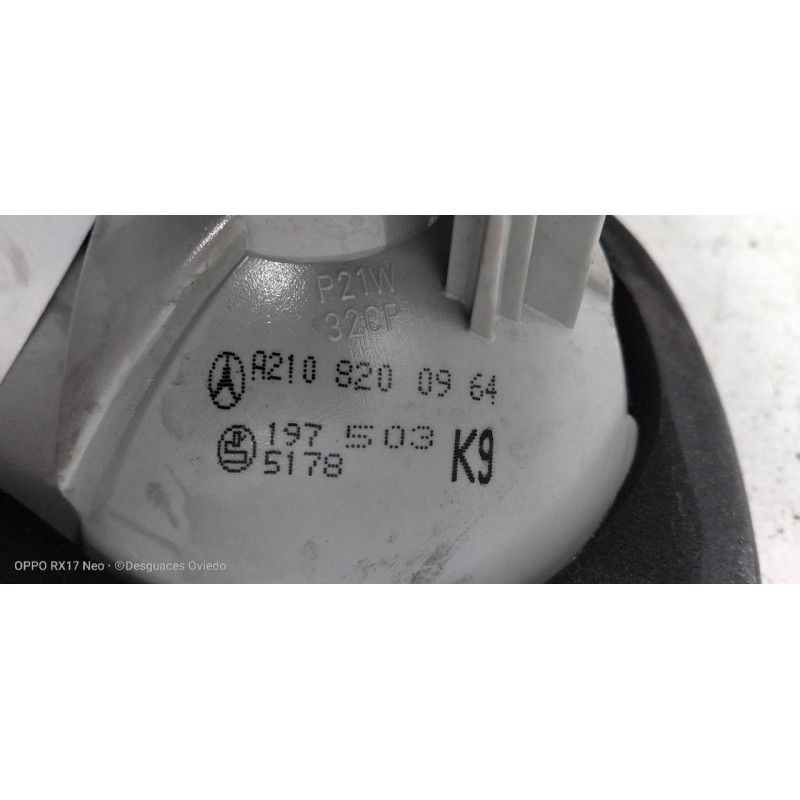 P21W
32CP
A210 820 09 64
197 503
5178
K9
OPPO RX17 Neo · ©Desguaces Oviedo